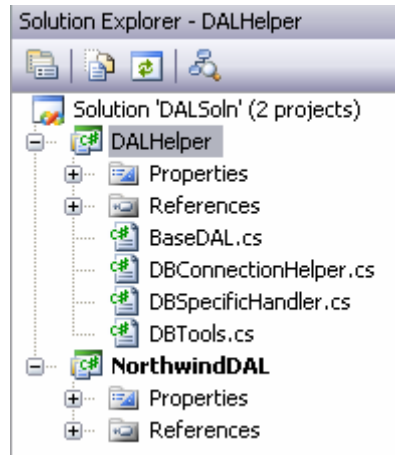 Solution Explorer - DALHelper
Solution 'DALSoln' (2 projects)
DALHelper
Properties
References
BaseDAL.cs
DBConnectionHelper.cs
DBSpecificHandler.cs
DBTools.cs
NorthwindDAL
Properties
References